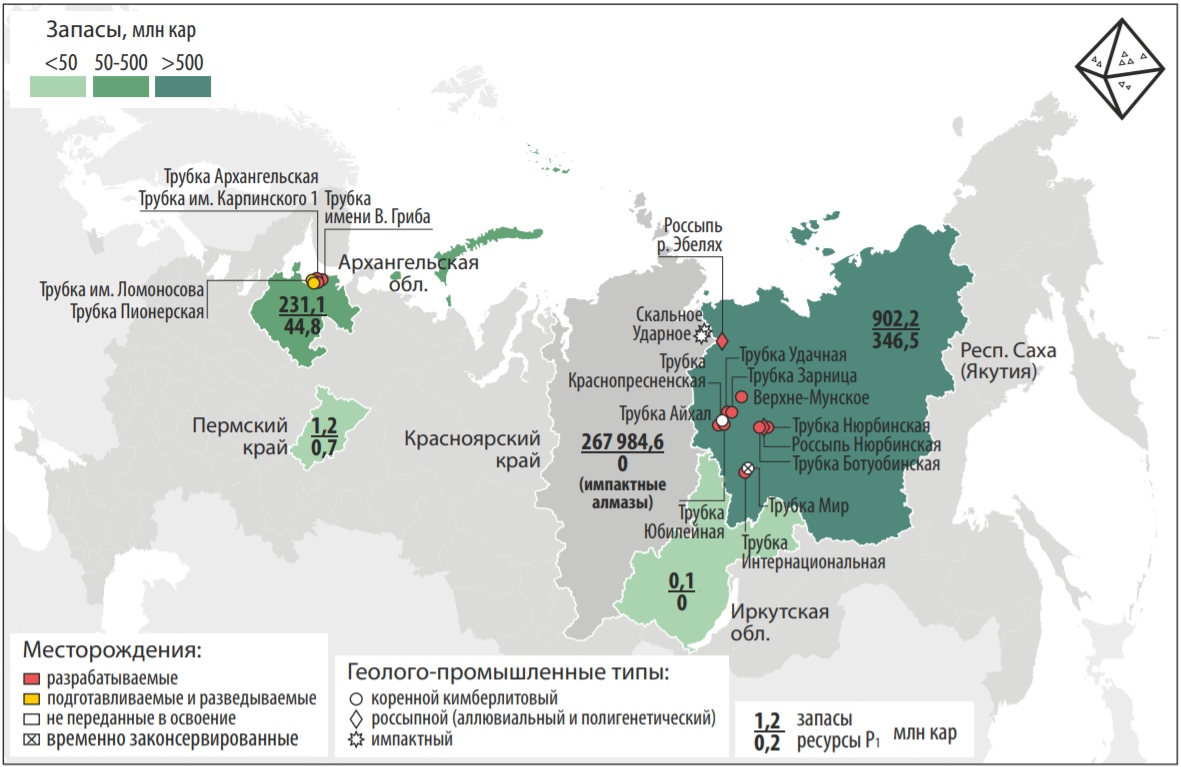 Запасы, млн кар
<50 50-500 >500
Трубка Архангельская
Трубка им. Карпинского 1
Трубка
имени В. Гриба
Архангельская
обл.
Трубка им. Ломоносова
Трубка Пионерская
231,1
44,8
Пермский
край
1,2
0,7
Красноярский
край
267 984,6
0
(импактные
алмазы)
Россыпь
р. Эбелях
Скальное
Ударное
902,2
346,5
Респ. Саха
(Якутия)
Трубка
Краснопресненская
Трубка Удачная
Трубка Зарница
Верхне-Мунское
Трубка Айхал
Трубка Нюрбинская
Россыпь Нюрбинская
Трубка Ботуобинская
Трубка Мир
Трубка
Юбилейная
Трубка
Интернациональная
0,1
0
Иркутская
обл.
Месторождения:
разрабатываемые
подготавливаемые и разведываемые
не переданные в освоение
временно законсервированные
Геолого-промышленные типы:
коренной кимберлитовый
россыпной (аллювиальный и полигенетический)
импактный
1,2 запасы
0,2 ресурсы P₁
млн кар